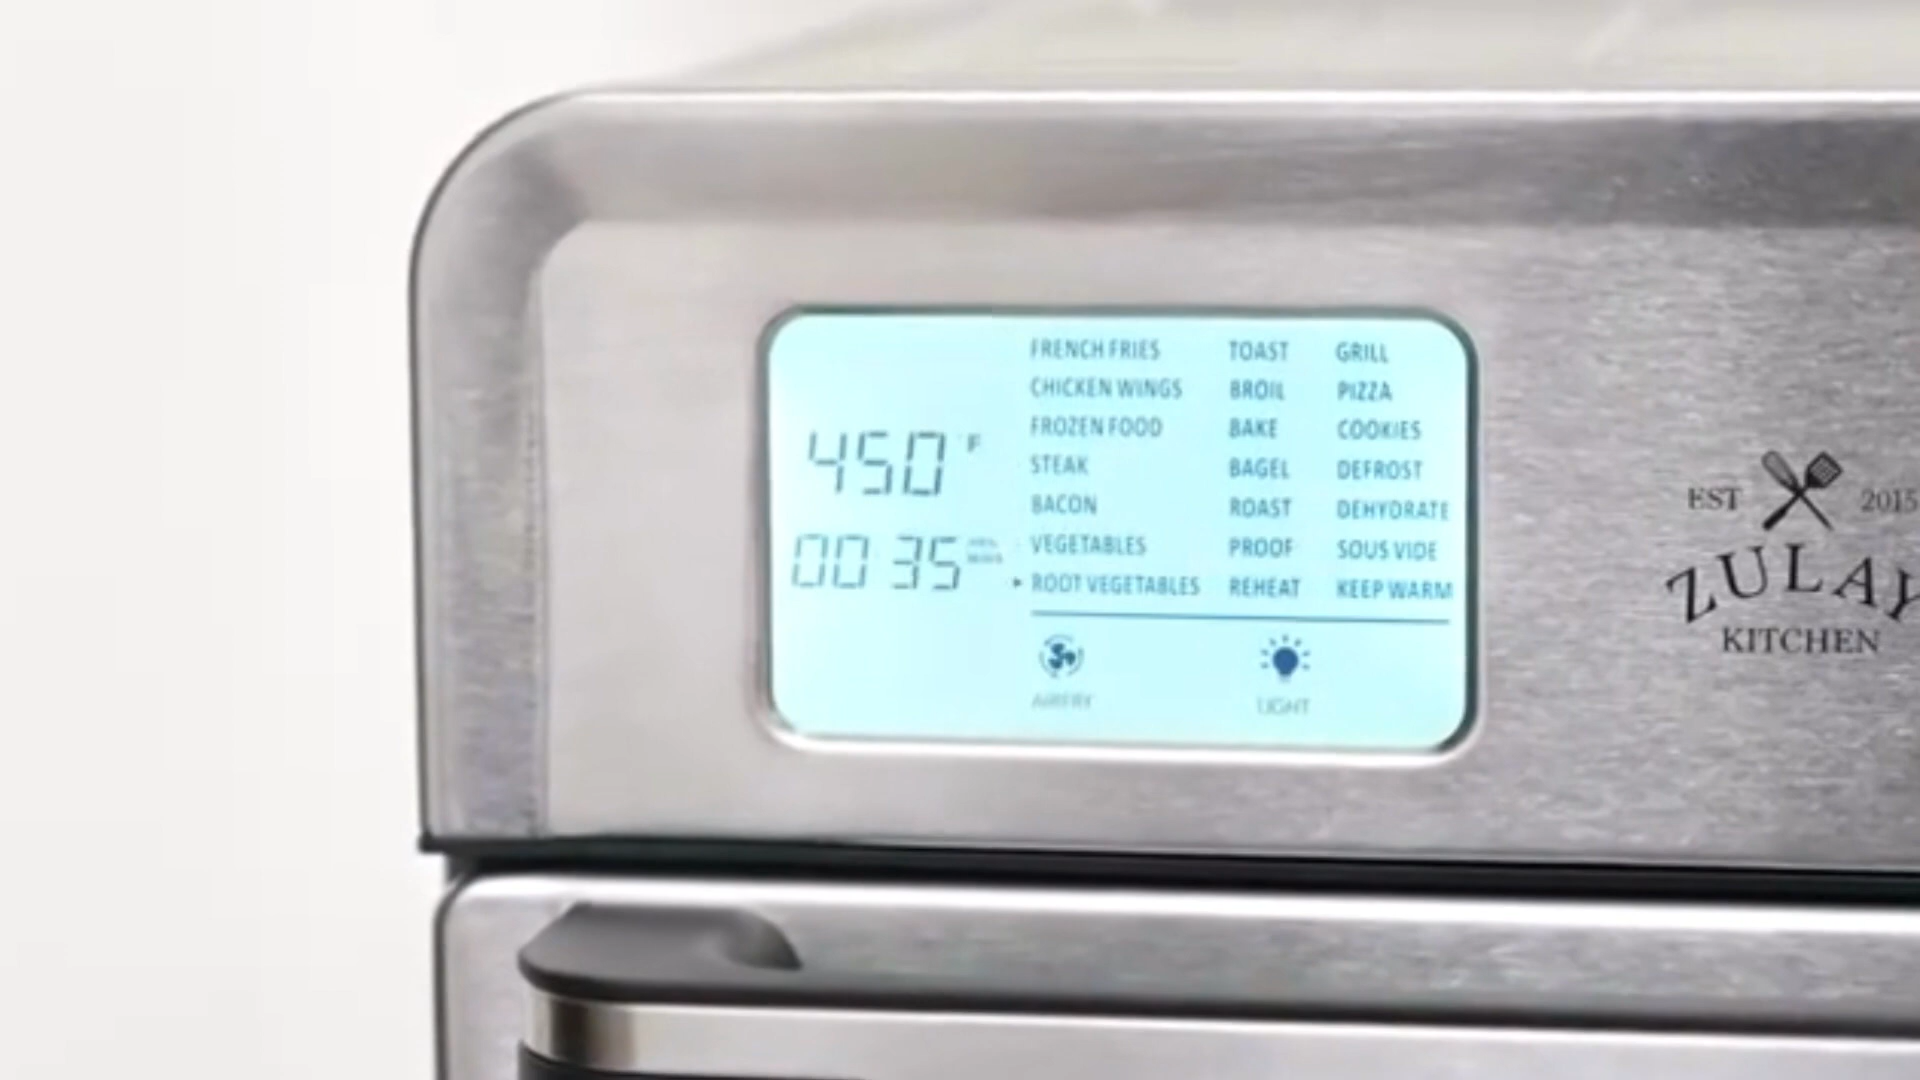 450 °F
00 35
FRENCH FRIES
CHICKEN WINGS
FROZEN FOOD
STEAK
BACON
VEGETABLES
ROOT VEGETABLES
TOAST
BROIL
BAKE
BAGEL
ROAST
PROOF
REHEAT
GRILL
PIZZA
COOKIES
DEFROST
DEHYDRATE
SOUS VIDE
KEEP WARM
AIRFRY
LIGHT
EST 2015
ZULAY
KITCHEN